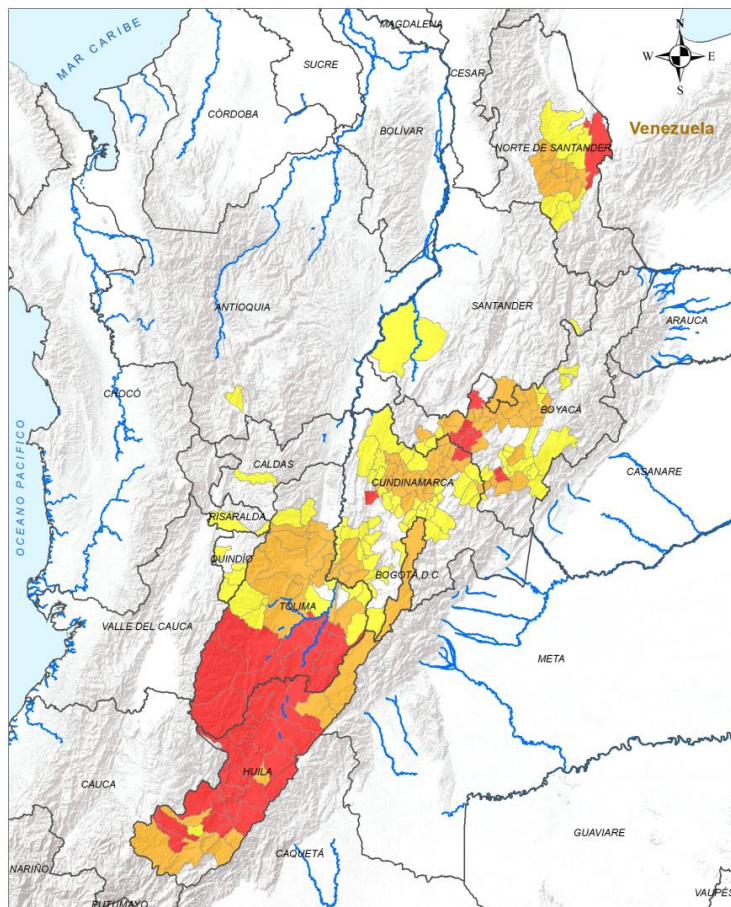 MAGDALENA
N
MAR CARIBE
SUCRE
CESAR
W
E
S
CÓRDOBA
BOLÍVAR
Venezuela
NORTE DE SANTANDER
ANTIOQUIA
SANTANDER
ARAUCA
CHOCÓ
BOYACÁ
CALDAS
CUNDINAMARCA
CASANARE
OCEANO PACIFICO
RISARALDA
QUINDÍO
BOGOTÁ, D.C
TOLIMA
VALLE DEL CAUCA
META
HUILA
CAUCA
GUAVIARE
CAQUETÁ
NARIÑO
PUTUMAYO
VAUPÉS